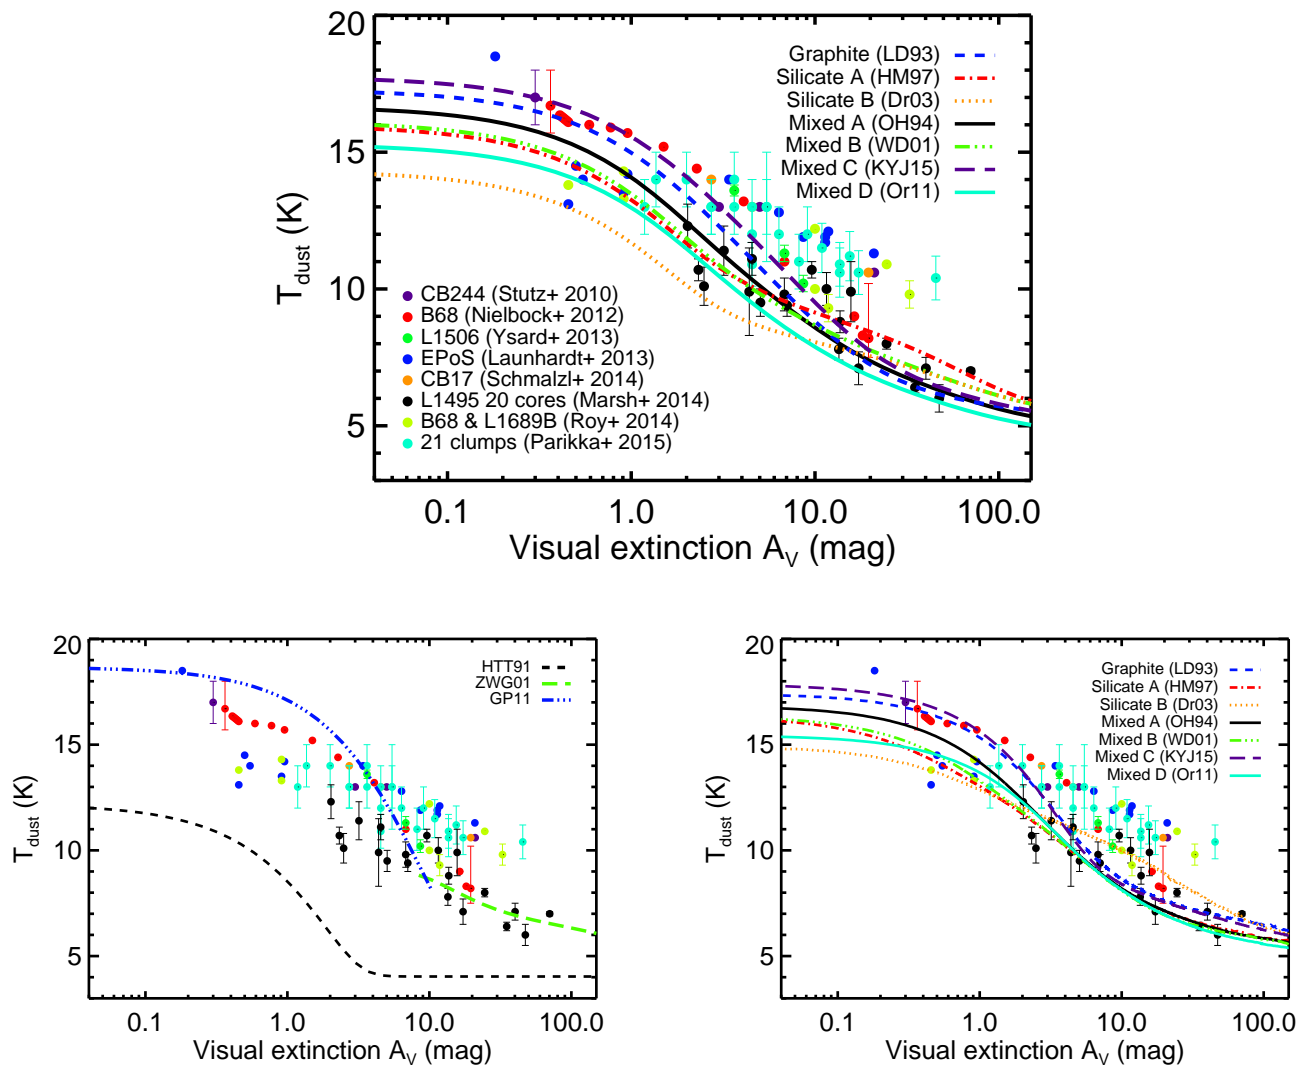 20
15
10
5
T_dust (K)
Graphite (LD93)
Silicate A (HM97)
Silicate B (Dr03)
Mixed A (OH94)
Mixed B (WD01)
Mixed C (KYJ15)
Mixed D (Or11)
CB244 (Stutz+ 2010)
B68 (Nielbock+ 2012)
L1506 (Ysard+ 2013)
EPoS (Launhardt+ 2013)
CB17 (Schmalzl+ 2014)
L1495 20 cores (Marsh+ 2014)
B68 & L1689B (Roy+ 2014)
21 clumps (Parikka+ 2015)
0.1 1.0 10.0 100.0
Visual extinction A_V (mag)
20
15
10
5
T_dust (K)
HTT91
ZWG01
GP11
0.1 1.0 10.0 100.0
Visual extinction A_V (mag)
20
15
10
5
T_dust (K)
Graphite (LD93)
Silicate A (HM97)
Silicate B (Dr03)
Mixed A (OH94)
Mixed B (WD01)
Mixed C (KYJ15)
Mixed D (Or11)
0.1 1.0 10.0 100.0
Visual extinction A_V (mag)